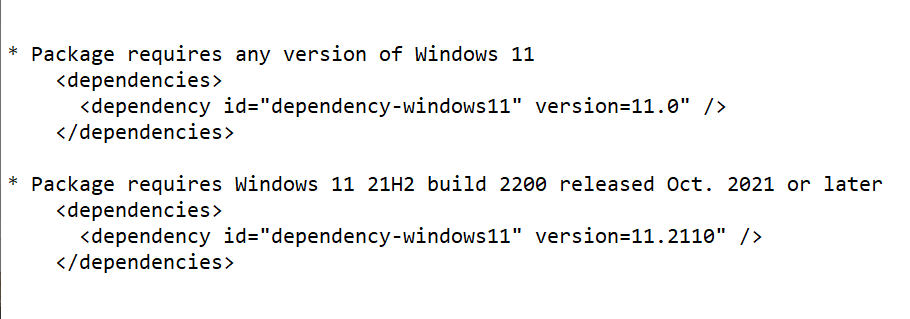 * Package requires any version of Windows 11
<dependencies>
<dependency id="dependency-windows11" version=11.0" />
</dependencies>
* Package requires Windows 11 21H2 build 2200 released Oct. 2021 or later
<dependencies>
<dependency id="dependency-windows11" version=11.2110" />
</dependencies>